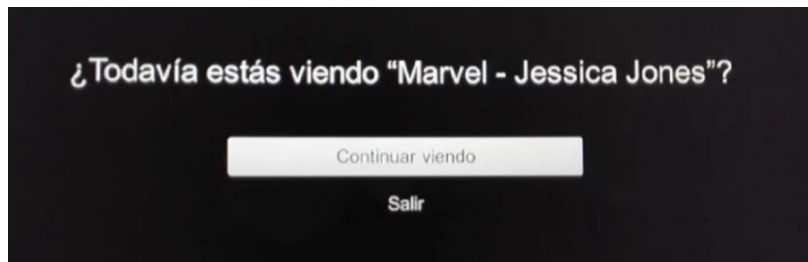 ¿Todavía estás viendo “Marvel - Jessica Jones”?
Continuar viendo
Salir